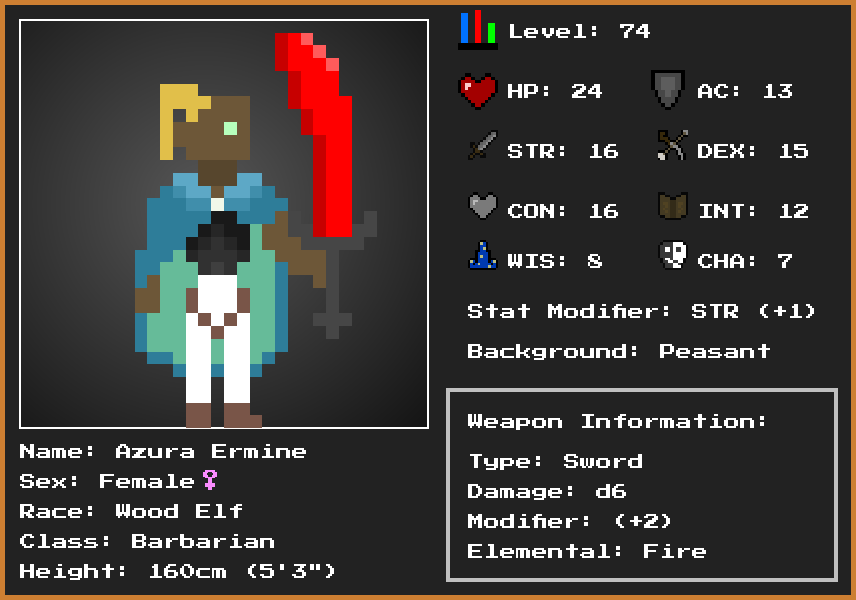 Level: 74
HP: 24
AC: 13
STR: 16
DEX: 15
CON: 16
INT: 12
WIS: 8
CHA: 7
Stat Modifier: STR (+1)
Background: Peasant
Weapon Information:
Type: Sword
Damage: d6
Modifier: (+2)
Elemental: Fire
Name: Azura Ermine
Sex: Female♀
Race: Wood Elf
Class: Barbarian
Height: 160cm (5'3")